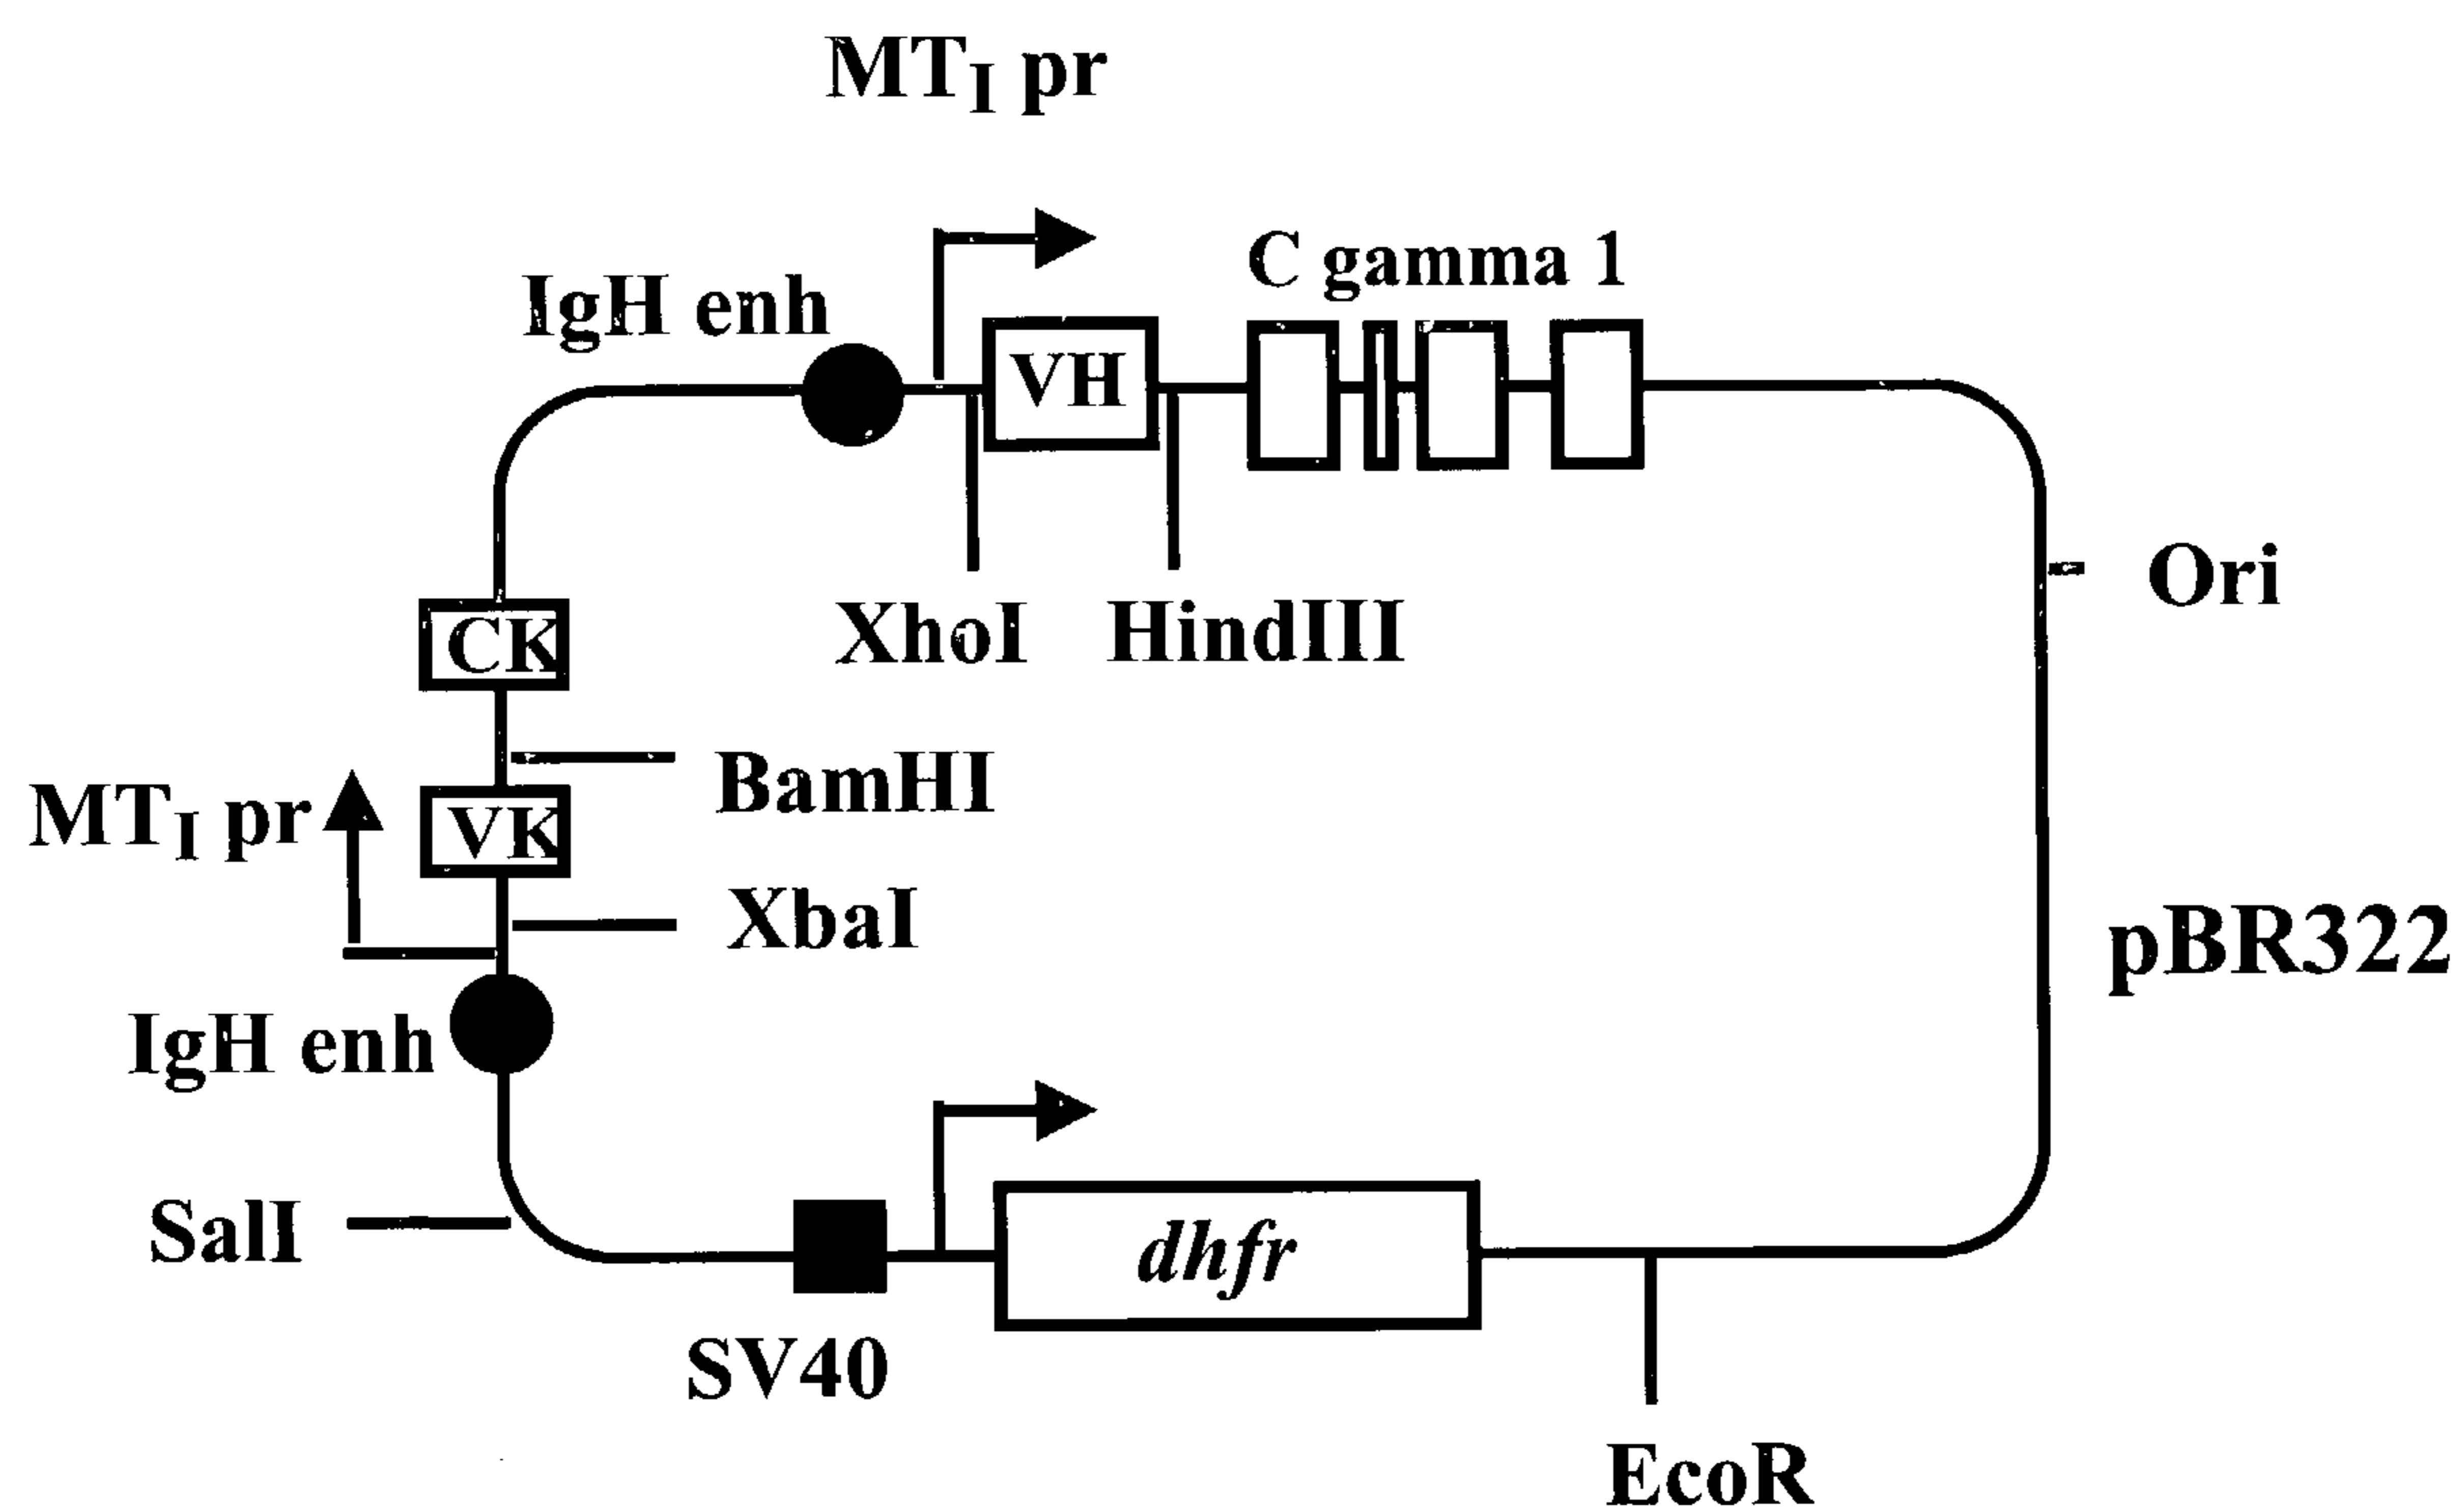 MTI pr
C gamma 1
IgH enh
VH
Ori
XhoI HindIII
CK
BamHI
MTI pr
VK
XbaI
pBR322
IgH enh
SalI
dhfr
SV40
EcoR